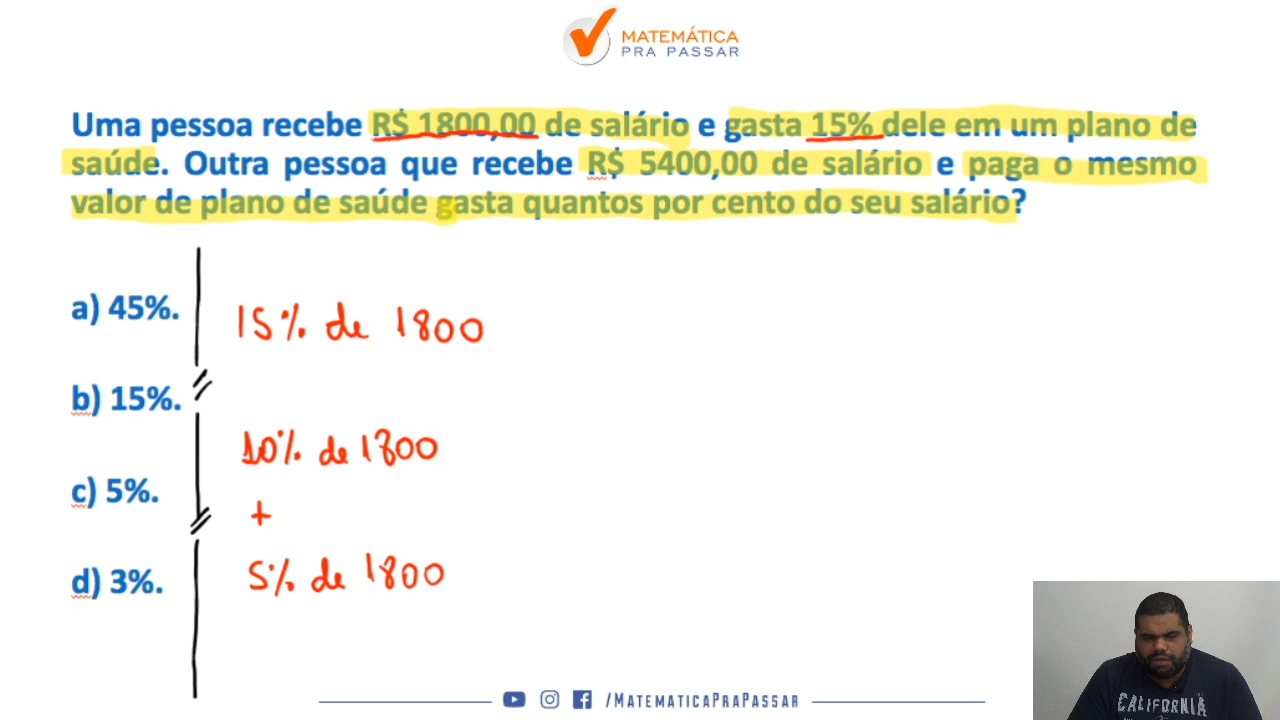 MATEMÁTICA
PRA PASSAR
Uma pessoa recebe R$ 1800,00 de salário e gasta 15% dele em um plano de
saúde. Outra pessoa que recebe R$ 5400,00 de salário e paga o mesmo
valor de plano de saúde gasta quantos por cento do seu salário?
a) 45%.
15% de 1800
b) 15%.
10% de 1800
c) 5%.
+
d) 3%.
5% de 1800
CALIFORNIA
/MATEMATICAPRAPASSAR